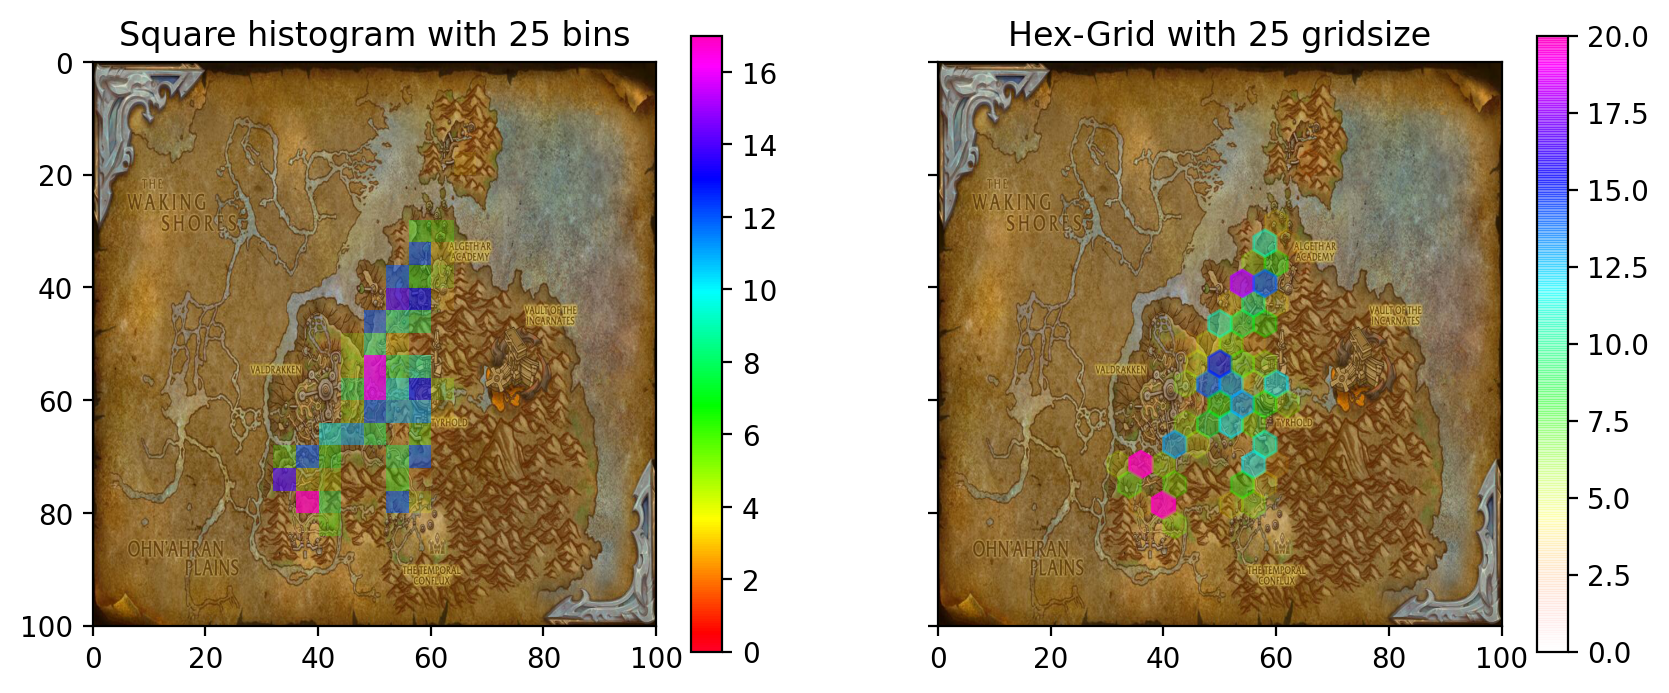 Square histogram with 25 bins
0
20
40
60
80
100
0
20
40
60
80
100
THE
WAKING
SHORES
ALGETH'AR
ACADEMY
VAULT OF THE
INCARNATES
VALDRAKKEN
TYRHOLD
OHN'AHRAN
PLAINS
THE TEMPORAL
CONFLUX
16
14
12
10
8
6
4
2
0
Hex-Grid with 25 gridsize
0
20
40
60
80
100
THE
WAKING
SHORES
ALGETH'AR
ACADEMY
VAULT OF THE
INCARNATES
VALDRAKKEN
TYRHOLD
OHN'AHRAN
PLAINS
THE TEMPORAL
CONFLUX
20.0
17.5
15.0
12.5
10.0
7.5
5.0
2.5
0.0